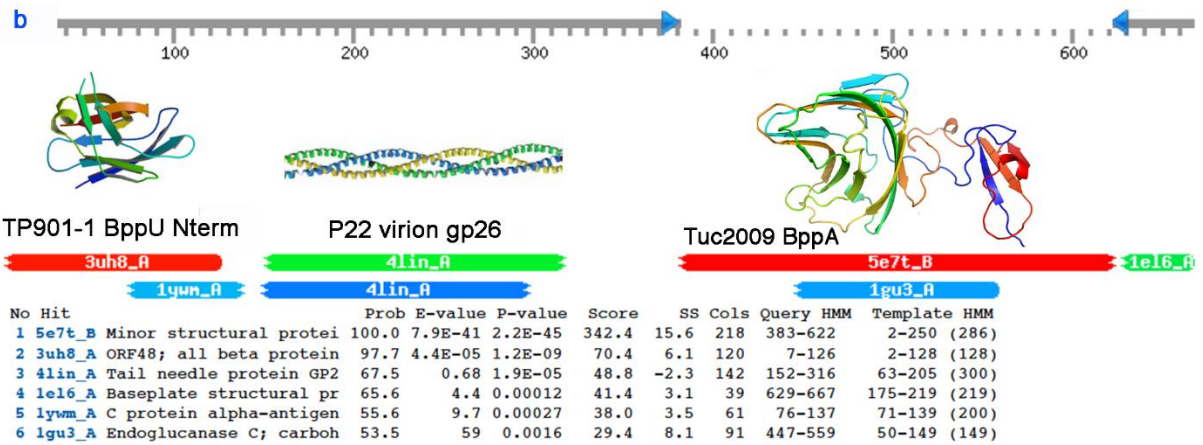 b
100 200 300 400 500 600
TP901-1 BppU Nterm P22 virion gp26 Tuc2009 BppA
3uh8_A 4lin_A 5e7t_B 1el6_A
1ywm_A 4lin_A 1gu3_A
No Hit Prob E-value P-value Score SS Cols Query HMM Template HMM
1 5e7t_B Minor structural protei 100.0 7.9E-41 2.2E-45 342.4 15.6 218 383-622 2-250 (286)
2 3uh8_A ORF48; all beta protein 97.7 4.4E-05 1.2E-09 70.4 6.1 120 7-126 2-128 (128)
3 4lin_A Tail needle protein GP2 67.5 0.68 1.9E-05 48.8 -2.3 142 152-316 63-205 (300)
4 1el6_A Baseplate structural pr 65.6 4.4 0.00012 41.4 3.1 39 629-667 175-219 (219)
5 1ywm_A C protein alpha-antigen 55.6 9.7 0.00027 38.0 3.5 61 76-137 71-139 (200)
6 1gu3_A Endoglucanase C; carboh 53.5 59 0.0016 29.4 8.1 91 447-559 50-149 (149)